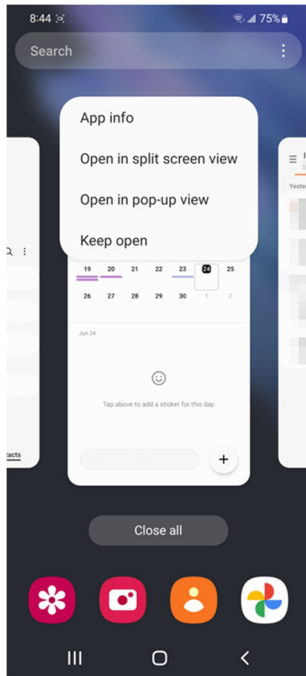 8:44
75%
Search
App info
Open in split screen view
Open in pop-up view
Keep open
Yeste
19 20 21 22 23 24 25
26 27 28 29 30 1 2
Jun 24
Tap above to add a sticker for this day.
acts
Close all